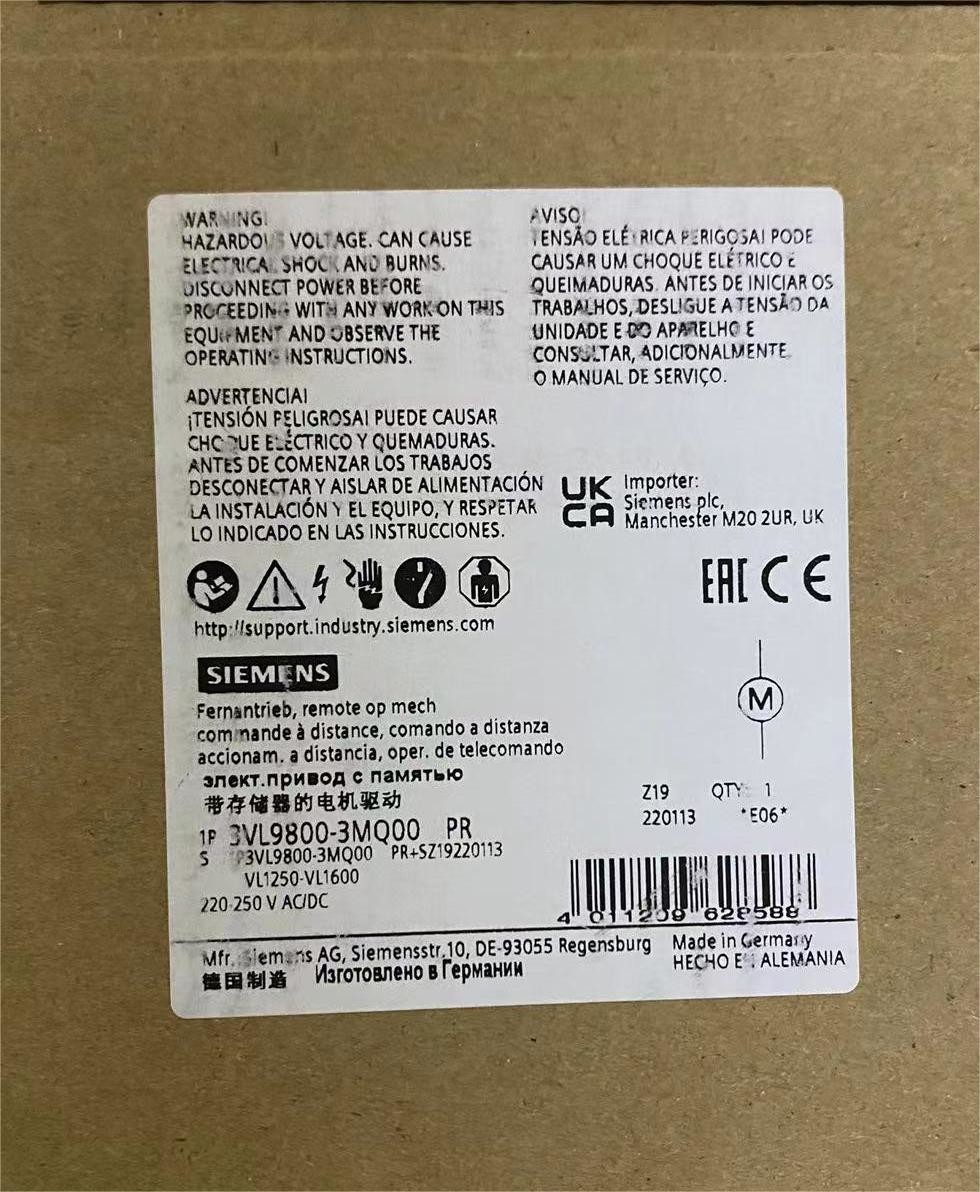 WARNING!
HAZARDOUS VOLTAGE. CAN CAUSE
ELECTRICAL SHOCK AND BURNS.
DISCONNECT POWER BEFORE
PROCEEDING WITH ANY WORK ON THIS
EQUIPMENT AND OBSERVE THE
OPERATING INSTRUCTIONS.
ADVERTENCIA!
¡TENSIÓN PELIGROSA! PUEDE CAUSAR
CHOQUE ELÉCTRICO Y QUEMADURAS.
ANTES DE COMENZAR LOS TRABAJOS
DESCONECTAR Y AISLAR DE ALIMENTACIÓN
LA INSTALACIÓN Y EL EQUIPO, Y RESPETAR
LO INDICADO EN LAS INSTRUCCIONES.
AVISO!
TENSÃO ELÉTRICA PERIGOSA! PODE
CAUSAR UM CHOQUE ELÉTRICO E
QUEIMADURAS. ANTES DE INICIAR OS
TRABALHOS, DESLIGUE A TENSÃO DA
UNIDADE E DO APARELHO E
CONSULTAR, ADICIONALMENTE
O MANUAL DE SERVIÇO.
UK
CA
Importer:
Siemens plc,
Manchester M20 2UR, UK
EAC CE
http://support.industry.siemens.com
SIEMENS
Fernantrieb, remote op mech
commande à distance, comando a distanza
accionam. a distancia, oper. de telecomando
элект.привод с памятью
带存储器的电机驱动
M
Z19 QTY: 1
220113 *E06*
1P 3VL9800-3MQ00 PR
S 3VL9800-3MQ00 PR+SZ19220113
VL1250-VL1600
220-250 V AC/DC
4 011209 628588
Mfr. Siemens AG, Siemensstr.10, DE-93055 Regensburg
德国制造 Изготовлено в Германии
Made in Germany
HECHO EN ALEMANIA